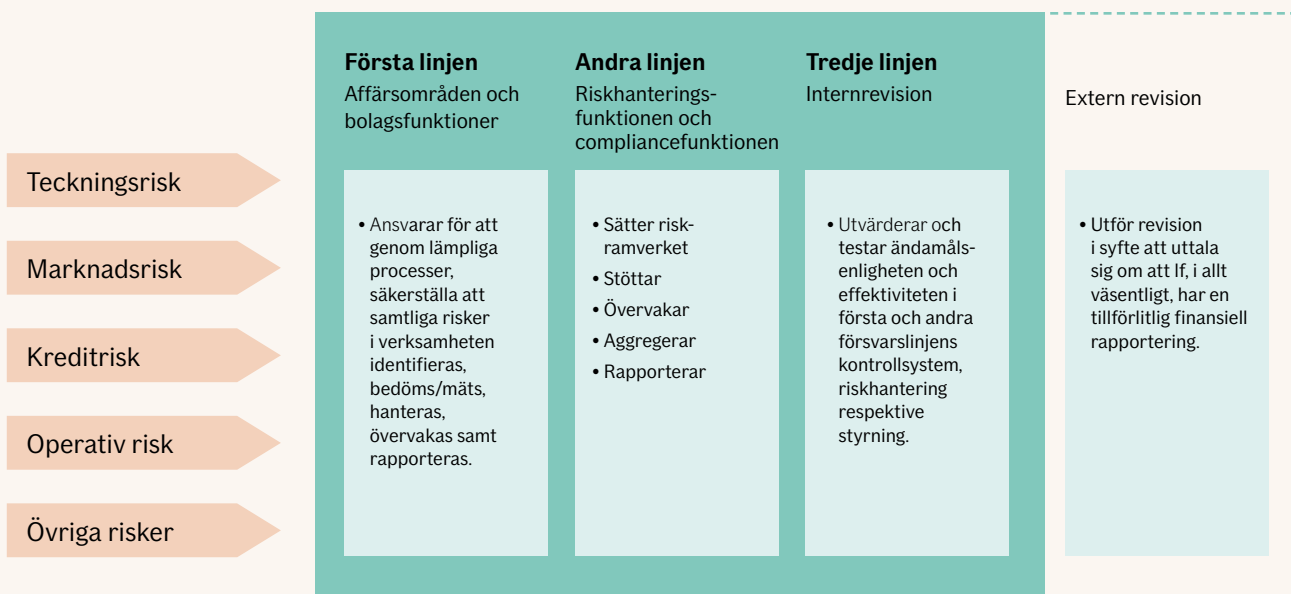 Teckningsrisk
Marknadsrisk
Kreditrisk
Operativ risk
Övriga risker
Första linjen
Affärsområden och
bolagsfunktioner
• Ansvarar för att
genom lämpliga
processer,
säkerställa att
samtliga risker
i verksamheten
identifieras,
bedöms/mäts,
hanteras,
övervakas samt
rapporteras.
Andra linjen
Riskhanterings-
funktionen och
compliancefunktionen
• Sätter risk-
ramverket
• Stöttar
• Övervakar
• Aggregerar
• Rapporterar
Tredje linjen
Internrevision
• Utvärderar och
testar ändamåls-
enligheten och
effektiviteten i
första och andra
försvarslinjens
kontrollsystem,
riskhantering
respektive
styrning.
Extern revision
• Utför revision
i syfte att uttala
sig om att If, i allt
väsentligt, har en
tillförlitlig finansiell
rapportering.